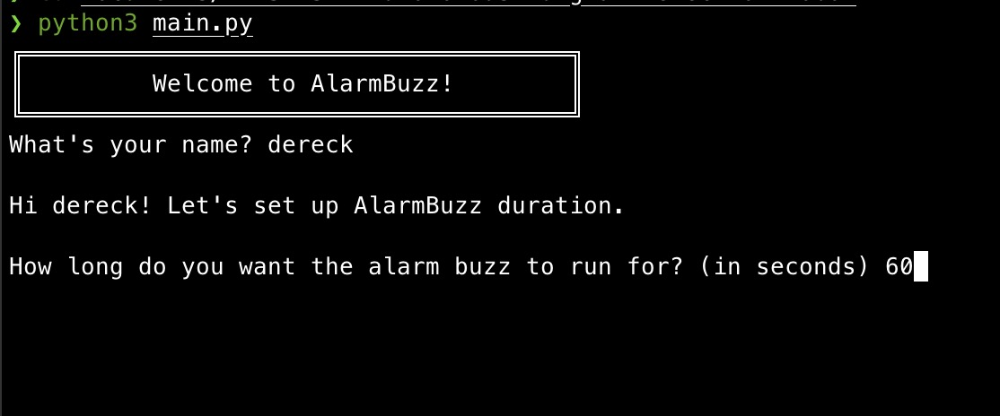 ❯ python3 main.py
Welcome to AlarmBuzz!
What's your name? dereck
Hi dereck! Let's set up AlarmBuzz duration.
How long do you want the alarm buzz to run for? (in seconds) 60